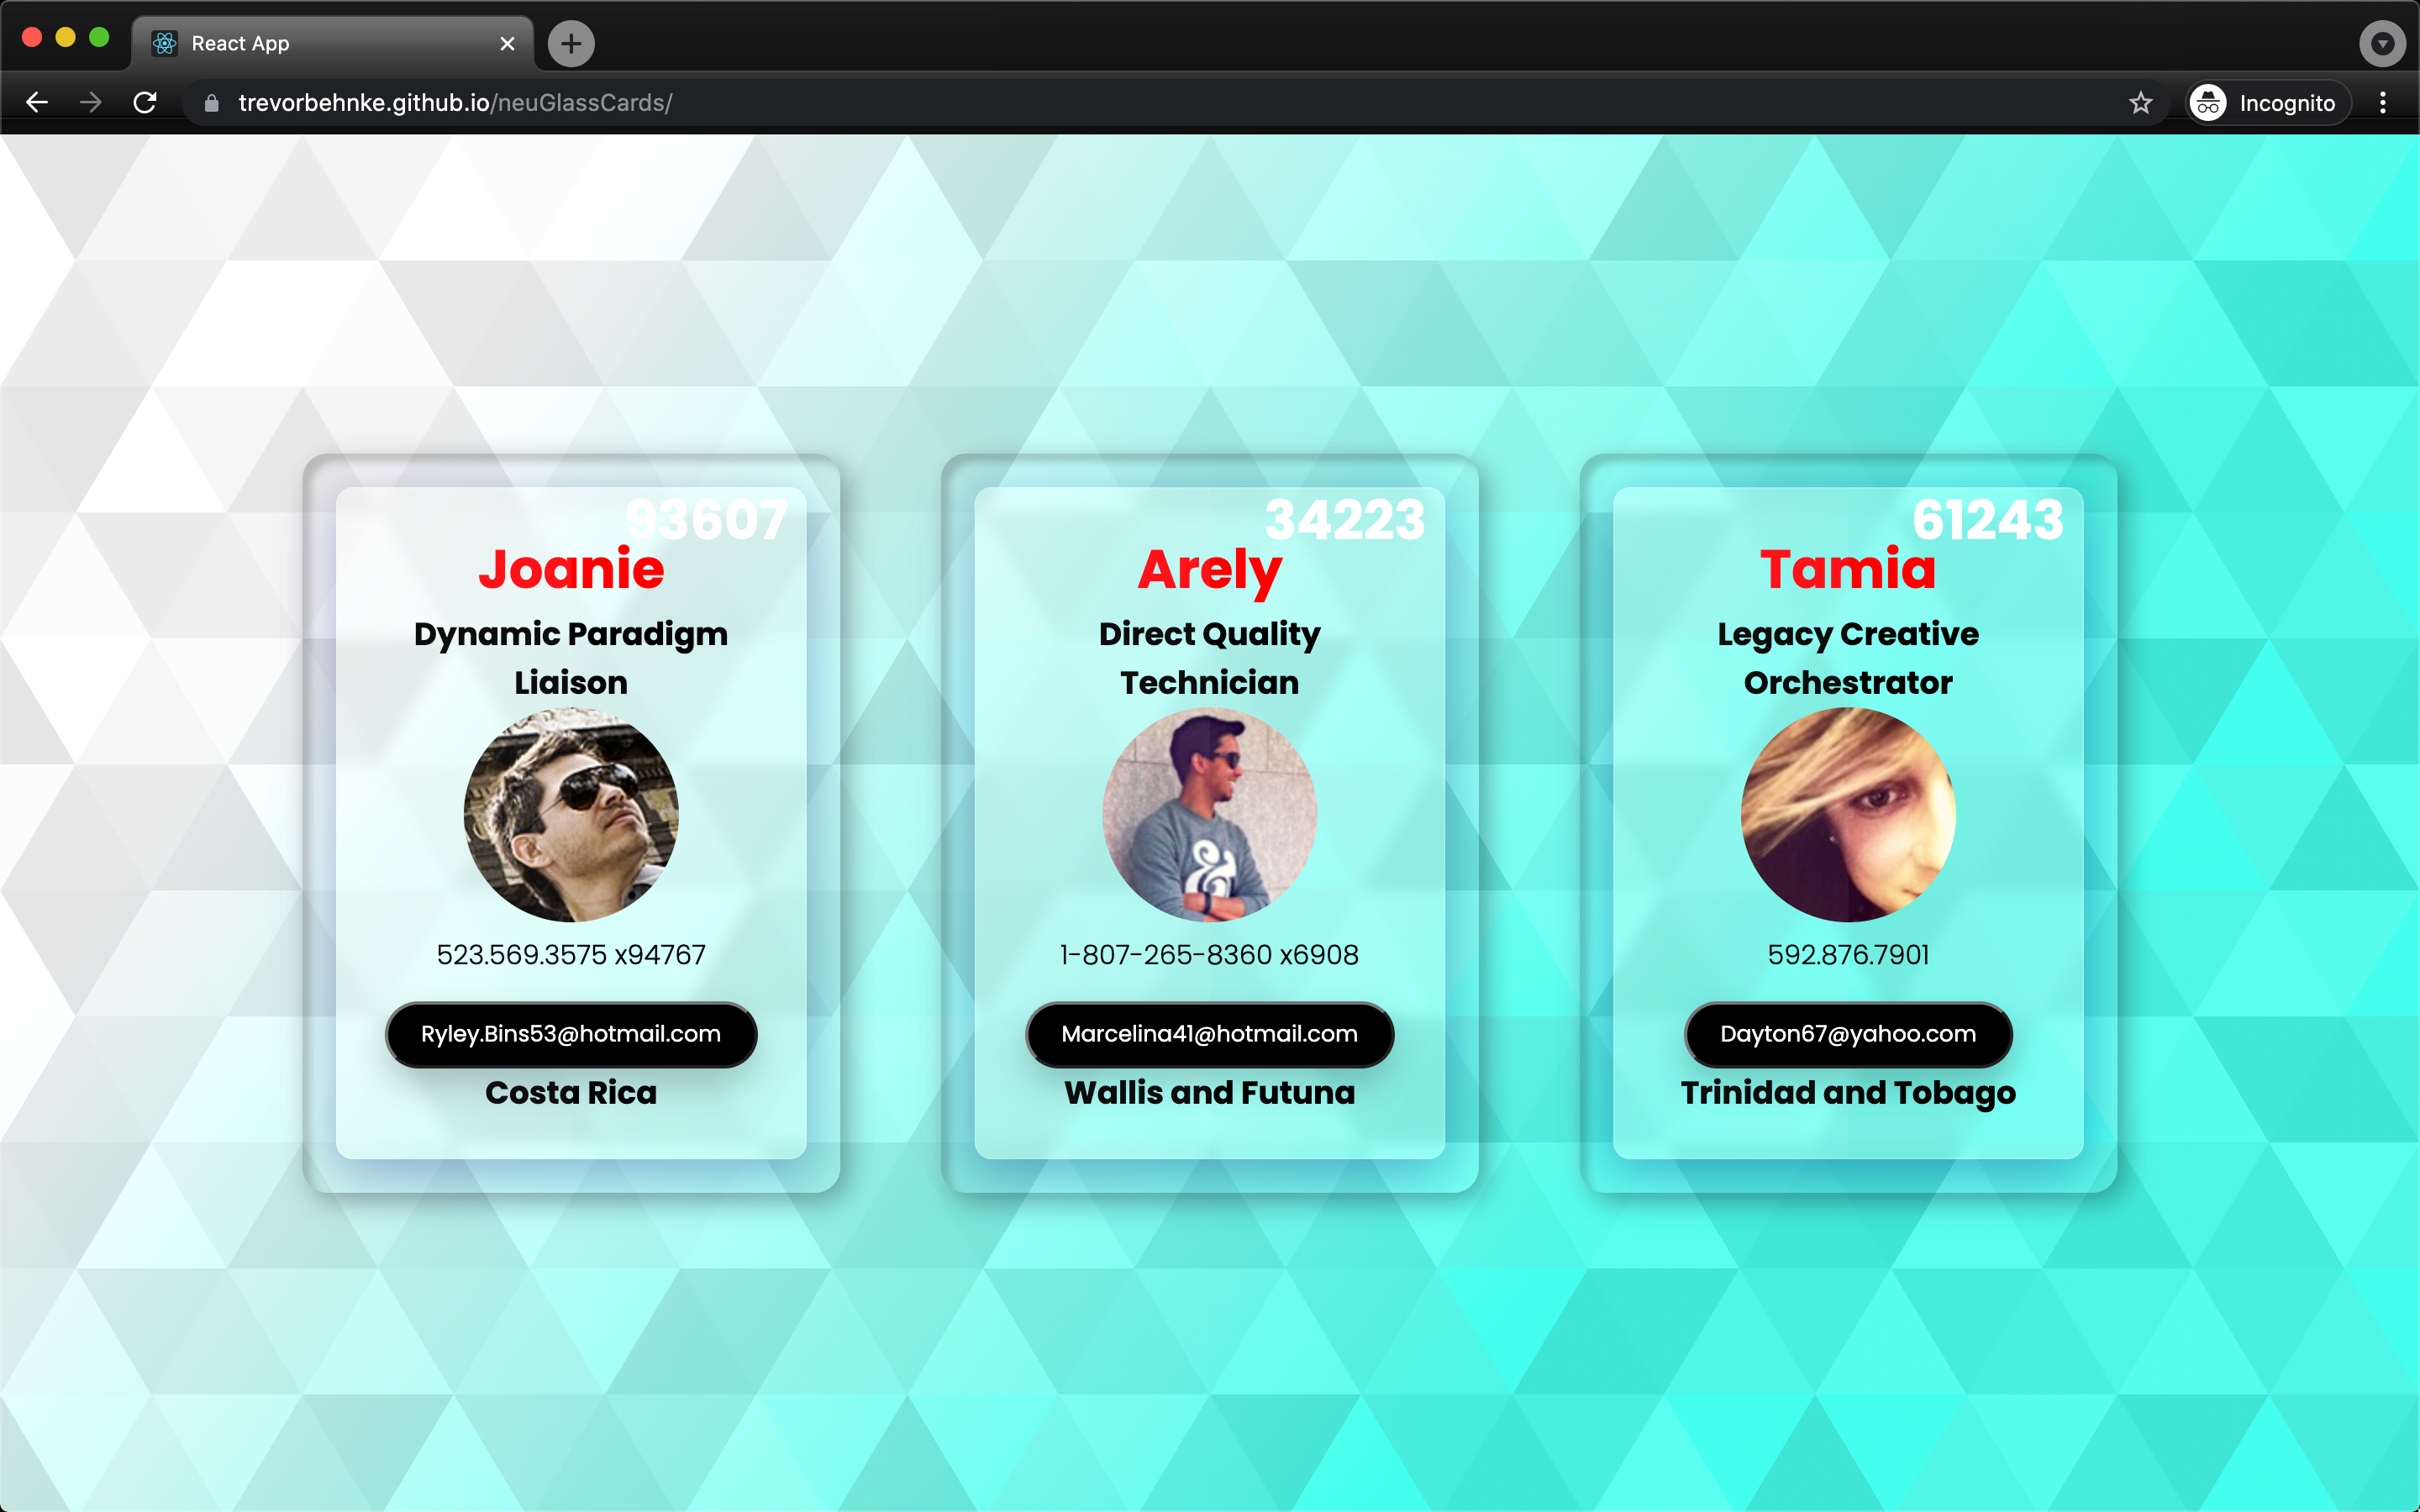 React App
trevorbehnke.github.io/neuGlassCards/
Incognito
93607
Joanie
Dynamic Paradigm
Liaison
523.569.3575 x94767
Ryley.Bins53@hotmail.com
Costa Rica
34223
Arely
Direct Quality
Technician
&
1-807-265-8360 x6908
Marcelina41@hotmail.com
Wallis and Futuna
61243
Tamia
Legacy Creative
Orchestrator
592.876.7901
Dayton67@yahoo.com
Trinidad and Tobago